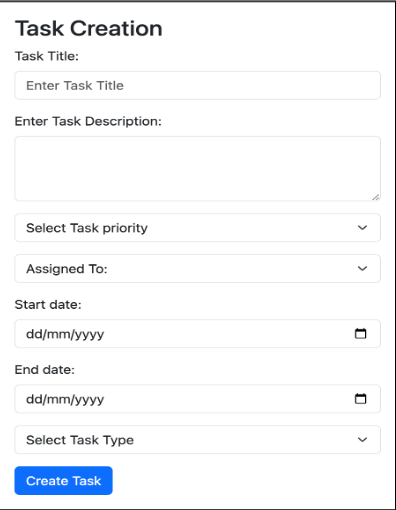 Task Creation
Task Title:
Enter Task Title
Enter Task Description:
Select Task priority
Assigned To:
Start date:
dd/mm/yyyy
End date:
dd/mm/yyyy
Select Task Type
Create Task